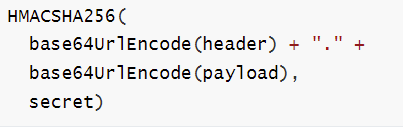 HMACSHA256(
  base64UrlEncode(header) + "." +
  base64UrlEncode(payload),
  secret)